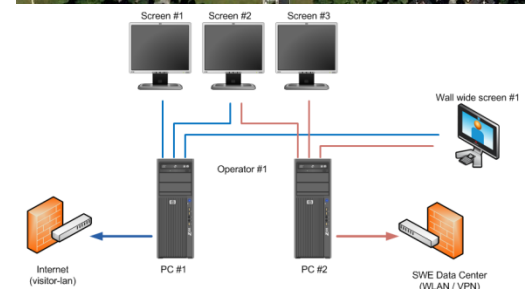 Screen #1
Screen #2
Screen #3
Wall wide screen #1
Operator #1
PC #1
PC #2
Internet
(visitor-lan)
SWE Data Center
(WLAN / VPN)